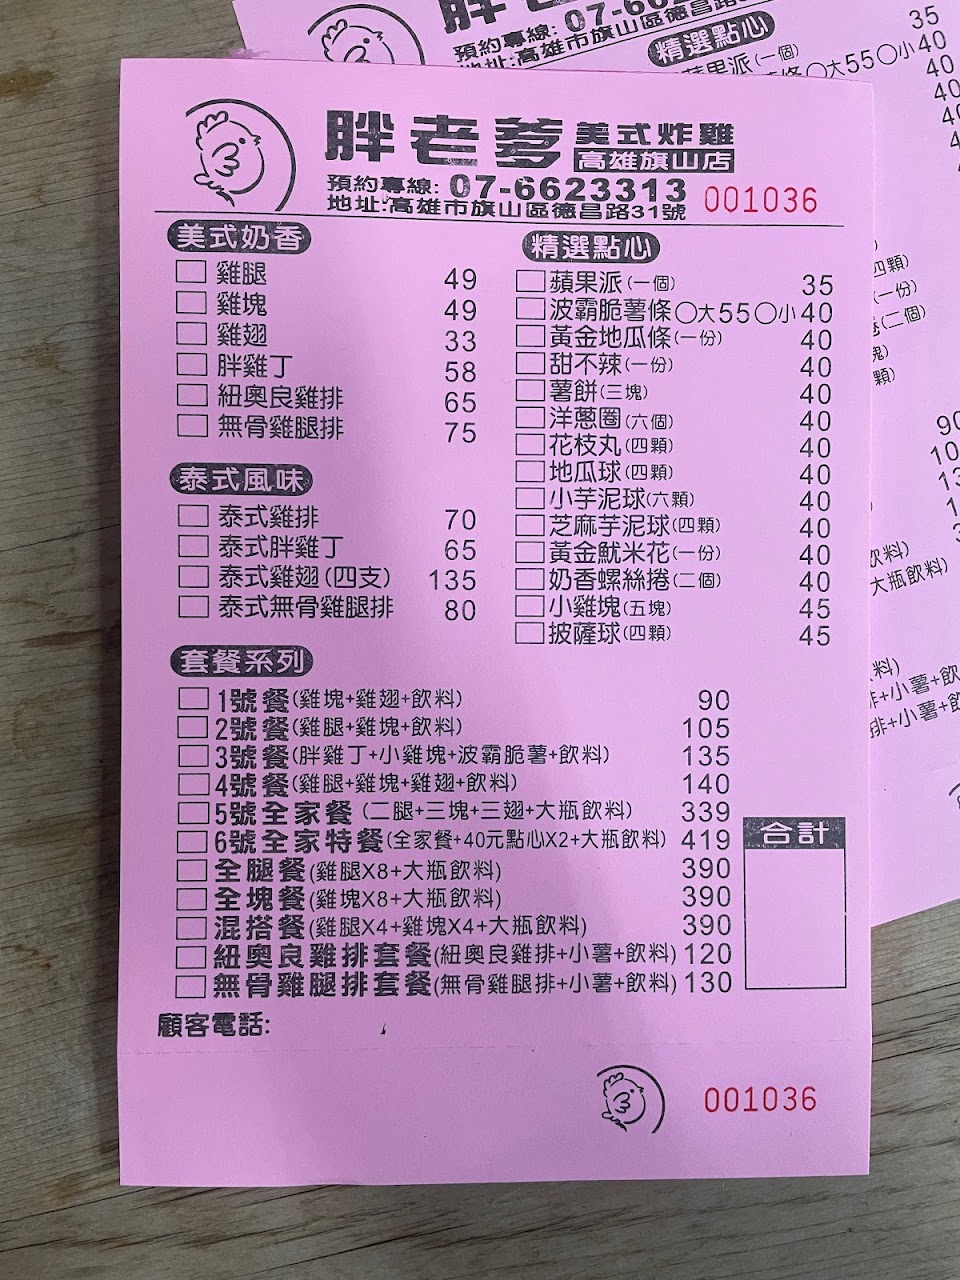 胖老爹 美式炸雞
高雄旗山店
預約專線: 07-6623313
地址:高雄市旗山區德昌路31號
001036
美式奶香
雞腿 49
雞塊 49
雞翅 33
胖雞丁 58
紐奧良雞排 65
無骨雞腿排 75
泰式風味
泰式雞排 70
泰式胖雞丁 65
泰式雞翅(四支) 135
泰式無骨雞腿排 80
精選點心
蘋果派(一個) 35
波霸脆薯條○大55○小40
黃金地瓜條(一份) 40
甜不辣(一份) 40
薯餅(三塊) 40
洋蔥圈(六個) 40
花枝丸(四顆) 40
地瓜球(四顆) 40
小芋泥球(六顆) 40
芝麻芋泥球(四顆) 40
黃金魷米花(一份) 40
奶香螺絲捲(二個) 40
小雞塊(五塊) 45
披薩球(四顆) 45
套餐系列
1號餐(雞塊+雞翅+飲料) 90
2號餐(雞腿+雞塊+飲料) 105
3號餐(胖雞丁+小雞塊+波霸脆薯+飲料) 135
4號餐(雞腿+雞塊+雞翅+飲料) 140
5號全家餐(二腿+三塊+三翅+大瓶飲料) 339
6號全家特餐(全家餐+40元點心X2+大瓶飲料) 419
全腿餐(雞腿X8+大瓶飲料) 390
全塊餐(雞塊X8+大瓶飲料) 390
混搭餐(雞腿X4+雞塊X4+大瓶飲料) 390
紐奧良雞排套餐(紐奧良雞排+小薯+飲料) 120
無骨雞腿排套餐(無骨雞腿排+小薯+飲料) 130
合計
顧客電話:
001036